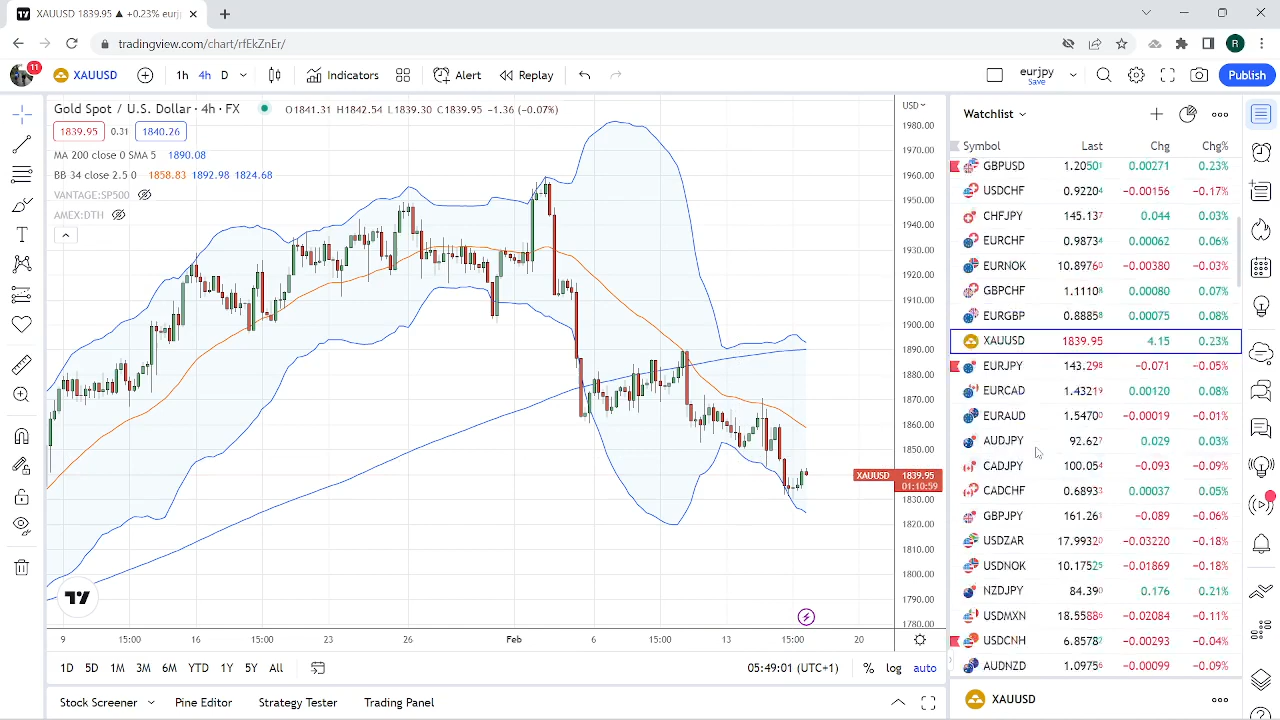 XAUUSD 1839.95 ▲ +0.23% eurj
tradingview.com/chart/rfEkZnEr/
R
11
XAUUSD 1h 4h D Indicators Alert Replay eurjpy Save Publish
Gold Spot / U.S. Dollar · 4h · FX O1841.31 H1842.54 L1839.30 C1839.95 −1.36 (−0.07%)
1839.95 0.31 1840.26
MA 200 close 0 SMA 5 1890.08
BB 34 close 2.5 0 1858.83 1892.98 1824.68
VANTAGE:SP500
AMEX:DTH
USD
1980.00
1970.00
1960.00
1950.00
1940.00
1930.00
1920.00
1910.00
1900.00
1890.00
1880.00
1870.00
1860.00
1850.00
XAUUSD 1839.95
01:10:59
1830.00
1820.00
1810.00
1800.00
1790.00
1780.00
9 15:00 16 15:00 23 26 Feb 6 15:00 13 15:00 20
1D 5D 1M 3M 6M YTD 1Y 5Y All 05:49:01 (UTC+1) % log auto
Stock Screener Pine Editor Strategy Tester Trading Panel
Watchlist
Symbol Last Chg Chg%
GBPUSD 1.20501 0.00271 0.23%
USDCHF 0.92204 −0.00156 −0.17%
CHFJPY 145.137 0.044 0.03%
EURCHF 0.98734 0.00062 0.06%
EURNOK 10.89760 −0.00380 −0.03%
GBPCHF 1.11108 0.00080 0.07%
EURGBP 0.88858 0.00075 0.08%
XAUUSD 1839.95 4.15 0.23%
EURJPY 143.298 −0.071 −0.05%
EURCAD 1.43219 0.00120 0.08%
EURAUD 1.54700 −0.00019 −0.01%
AUDJPY 92.627 0.029 0.03%
CADJPY 100.054 −0.093 −0.09%
CADCHF 0.68933 0.00037 0.05%
GBPJPY 161.261 −0.089 −0.06%
USDZAR 17.99320 −0.03220 −0.18%
USDNOK 10.17525 −0.01869 −0.18%
NZDJPY 84.390 0.176 0.21%
USDMXN 18.55886 −0.02084 −0.11%
USDCNH 6.85782 −0.00293 −0.04%
AUDNZD 1.09756 −0.00099 −0.09%
XAUUSD